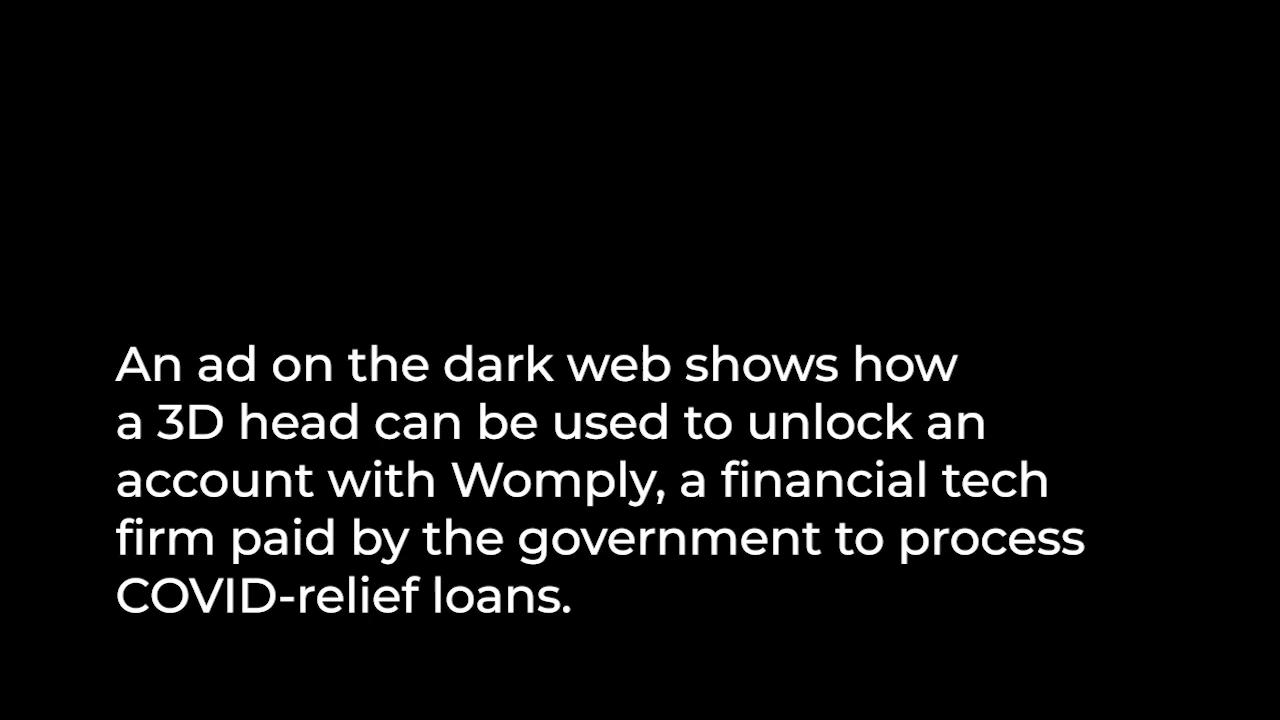 An ad on the dark web shows how
a 3D head can be used to unlock an
account with Womply, a financial tech
firm paid by the government to process
COVID-relief loans.